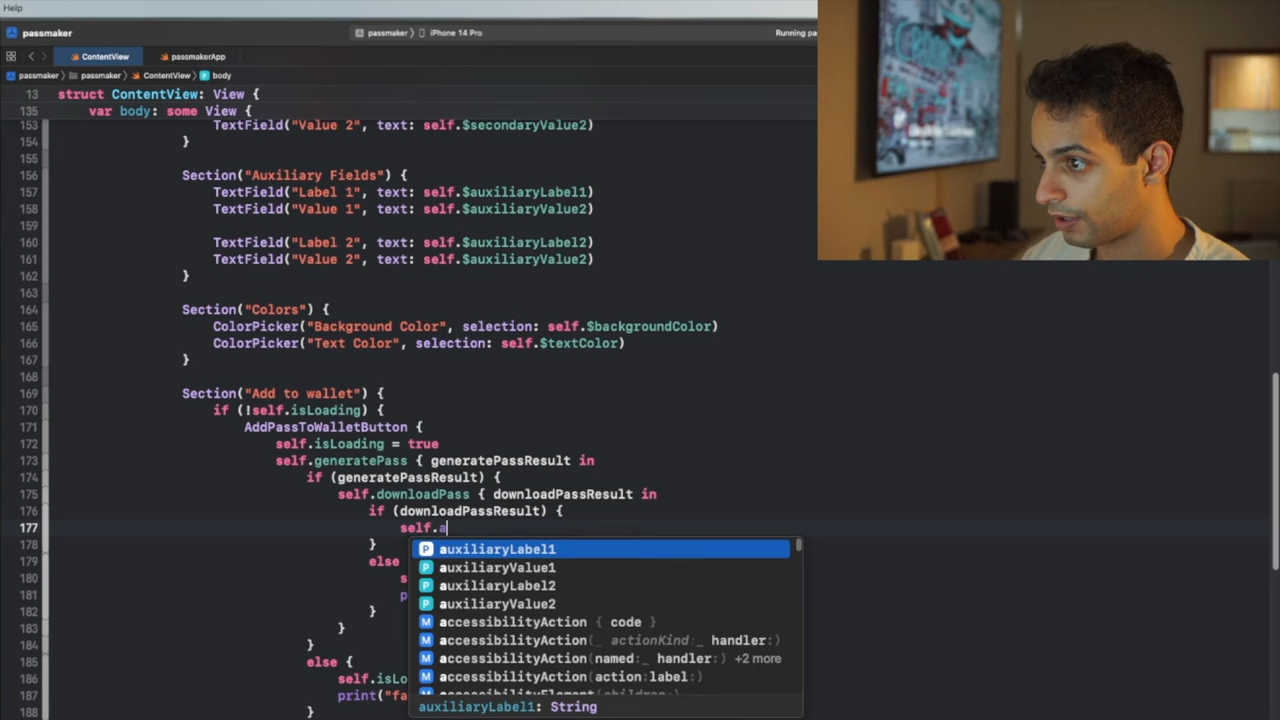 Help
passmaker
passmaker 〉 iPhone 14 Pro
Running pa
ContentView
passmakerApp
passmaker 〉 passmaker 〉 ContentView 〉 P body
13 struct ContentView: View {
135 var body: some View {
153 TextField("Value 2", text: self.$secondaryValue2)
154 }
155
156 Section("Auxiliary Fields") {
157 TextField("Label 1", text: self.$auxiliaryLabel1)
158 TextField("Value 1", text: self.$auxiliaryValue2)
159
160 TextField("Label 2", text: self.$auxiliaryLabel2)
161 TextField("Value 2", text: self.$auxiliaryValue2)
162 }
163
164 Section("Colors") {
165 ColorPicker("Background Color", selection: self.$backgroundColor)
166 ColorPicker("Text Color", selection: self.$textColor)
167 }
168
169 Section("Add to wallet") {
170 if (!self.isLoading) {
171 AddPassToWalletButton {
172 self.isLoading = true
173 self.generatePass { generatePassResult in
174 if (generatePassResult) {
175 self.downloadPass { downloadPassResult in
176 if (downloadPassResult) {
177 self.a
178 }
179 else
180 s
181 p
182 }
183 }
184 }
185 else {
186 self.isLo
187 print("fa
188 }
P auxiliaryLabel1
P auxiliaryValue1
P auxiliaryLabel2
P auxiliaryValue2
M accessibilityAction { code }
M accessibilityAction(_ actionKind:_ handler:)
M accessibilityAction(named:_ handler:) +2 more
M accessibilityAction(action:label:)
M accessibilityElement(children:)
auxiliaryLabel1: String